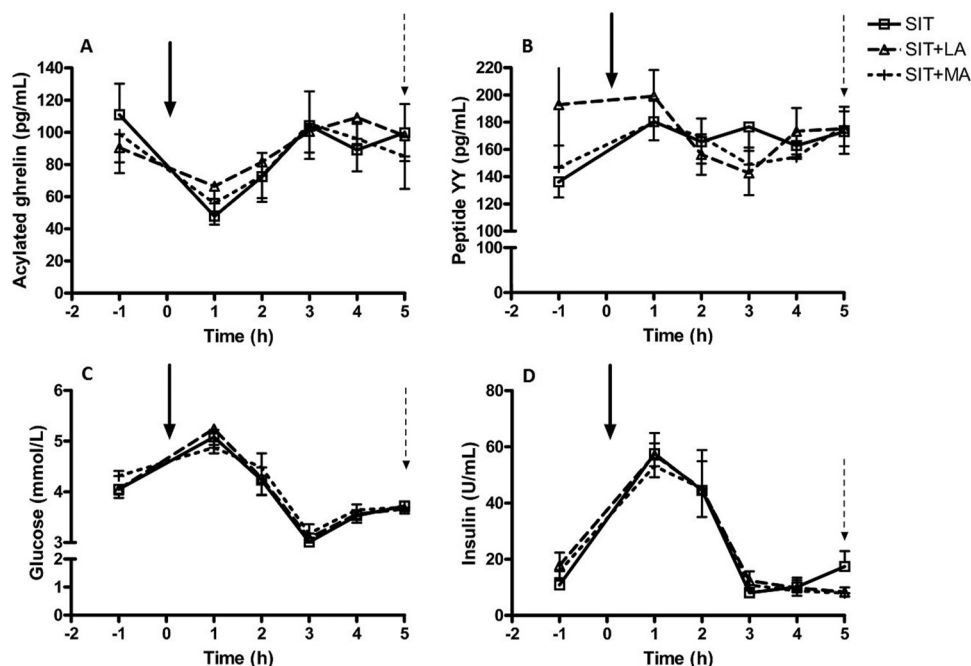 SIT
SIT+LA
SIT+MA
A
Acylated ghrelin (pg/mL)
140
120
100
80
60
40
20
0
-2 -1 0 1 2 3 4 5
Time (h)
B
Peptide YY (pg/mL)
220
200
180
160
140
120
100
100
0
-2 -1 0 1 2 3 4 5
Time (h)
C
Glucose (mmol/L)
6
5
4
3
2
1
0
-2 -1 0 1 2 3 4 5
Time (h)
D
Insulin (U/mL)
80
60
40
20
0
-2 -1 0 1 2 3 4 5
Time (h)